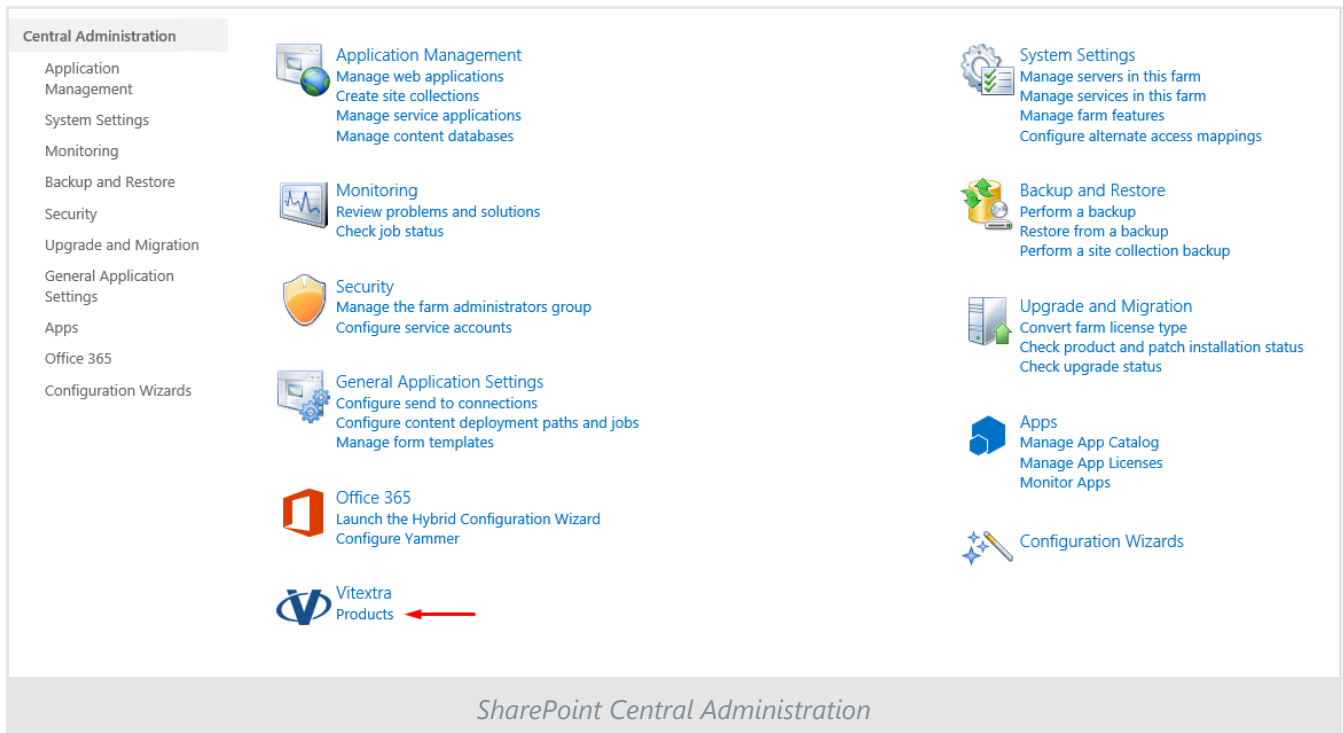 Central Administration
Application
Management
System Settings
Monitoring
Backup and Restore
Security
Upgrade and Migration
General Application
Settings
Apps
Office 365
Configuration Wizards
Application Management
Manage web applications
Create site collections
Manage service applications
Manage content databases
Monitoring
Review problems and solutions
Check job status
Security
Manage the farm administrators group
Configure service accounts
General Application Settings
Configure send to connections
Configure content deployment paths and jobs
Manage form templates
Office 365
Launch the Hybrid Configuration Wizard
Configure Yammer
Vitextra
Products
System Settings
Manage servers in this farm
Manage services in this farm
Manage farm features
Configure alternate access mappings
Backup and Restore
Perform a backup
Restore from a backup
Perform a site collection backup
Upgrade and Migration
Convert farm license type
Check product and patch installation status
Check upgrade status
Apps
Manage App Catalog
Manage App Licenses
Monitor Apps
Configuration Wizards
SharePoint Central Administration